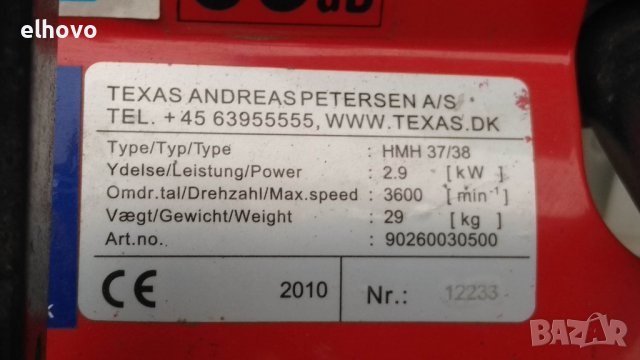 elhovo
dB
TEXAS ANDREAS PETERSEN A/S
TEL. +45 63955555, WWW.TEXAS.DK
Type/Typ/Type : HMH 37/38
Ydelse/Leistung/Power : 2.9 [ kW ]
Omdr.tal/Drehzahl/Max.speed : 3600 [ min⁻¹ ]
Vægt/Gewicht/Weight : 29 [ kg ]
Art.no. : 90260030500
CE 2010 Nr.: 12233
BAZAR